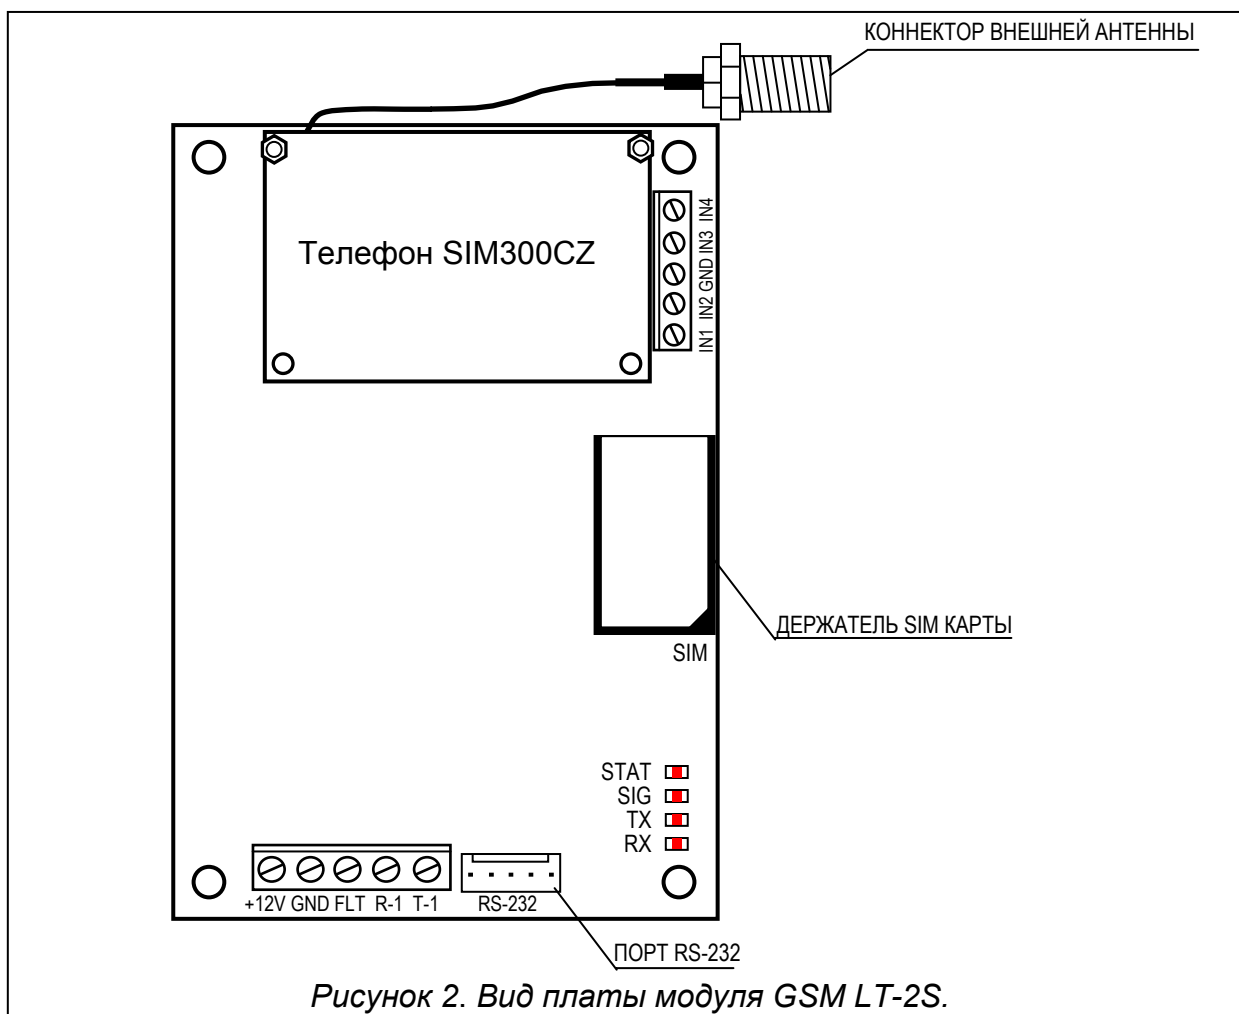 КОННЕКТОР ВНЕШНЕЙ АНТЕННЫ
Телефон SIM300CZ
IN1 IN2 GND IN3 IN4
ДЕРЖАТЕЛЬ SIM КАРТЫ
SIM
STAT
SIG
TX
RX
+12V GND FLT R-1 T-1 RS-232
ПОРТ RS-232
Рисунок 2. Вид платы модуля GSM LT-2S.